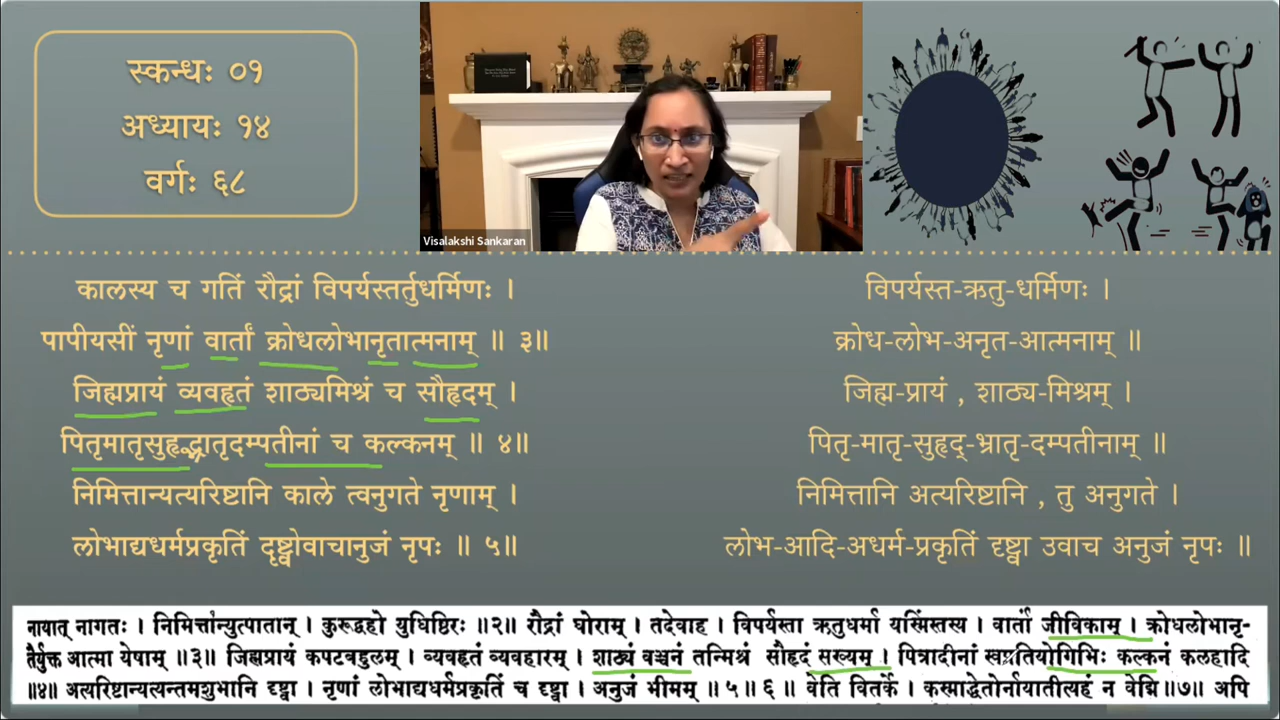 स्कन्धः ०१
अध्यायः १४
वर्गः ६८
Visalakshi Sankaran
कालस्य च गतिं रौद्रां विपर्यस्तर्तुधर्मिणः ।
पापीयसीं नृणां वार्तां क्रोधलोभानृतात्मनाम् ॥ ३॥
जिह्मप्रायं व्यवहृतं शाठ्यमिश्रं च सौहृदम् ।
पितृमातृसुहृद्भ्रातृदम्पतीनां च कल्कनम् ॥ ४॥
निमित्तान्यत्यरिष्टानि काले त्वनुगते नृणाम् ।
लोभाद्यधर्मप्रकृतिं दृष्ट्वोवाचानुजं नृपः ॥ ५॥
विपर्यस्त-ऋतु-धर्मिणः ।
क्रोध-लोभ-अनृत-आत्मनाम् ॥
जिह्म-प्रायं , शाठ्य-मिश्रम् ।
पितृ-मातृ-सुहृद्-भ्रातृ-दम्पतीनाम् ॥
निमित्तानि अत्यरिष्टानि , तु अनुगते ।
लोभ-आदि-अधर्म-प्रकृतिं दृष्ट्वा उवाच अनुजं नृपः ॥
नायात् नागतः । निमित्तान्युत्पातान् । कुरूद्वहो युधिष्ठिरः ॥२॥ रौद्रां घोराम् । तदेवाह । विपर्यस्ता ऋतुधर्मा यस्मिंस्तस्य । वार्तां जीविकाम् । क्रोधलोभानृ-
तैर्युक्त आत्मा येषाम् ॥३॥ जिह्मप्रायं कपटबहुलम् । व्यवहृतं व्यवहारम् । शाठ्यं वञ्चनं तन्मिश्रं सौहृदं सख्यम् । पित्रादीनां स्वप्रतियोगिभिः कल्कनं कलहादि
॥४॥ अत्यरिष्टान्यत्यन्तमशुभानि दृष्ट्वा । नृणां लोभाद्यधर्मप्रकृतिं च दृष्ट्वा । अनुजं भीमम् ॥५॥६॥ वेति वितर्के । कस्माद्धेतोर्नायातीत्यहं न वेद्मि॥७॥ अपि